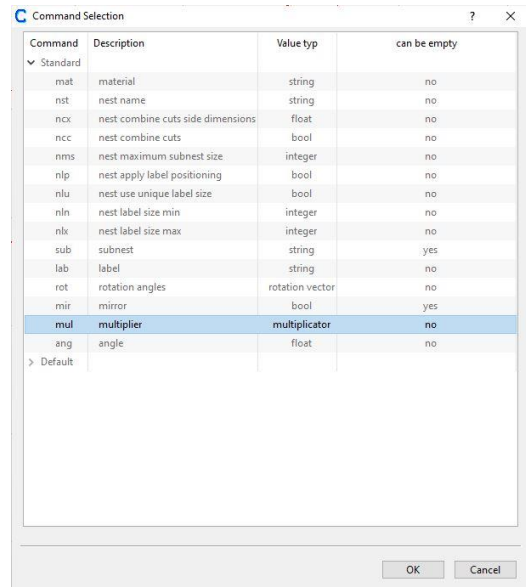 Command Selection ? X
Command Description Value typ can be empty
Standard
mat material string no
nst nest name string no
ncx nest combine cuts side dimensions float no
ncc nest combine cuts bool no
nms nest maximum subnest size integer no
nlp nest apply label positioning bool no
nlu nest use unique label size bool no
nln nest label size min integer no
nlx nest label size max integer no
sub subnest string yes
lab label string no
rot rotation angles rotation vector no
mir mirror bool yes
mul multiplier multiplicator no
ang angle float no
Default
OK Cancel